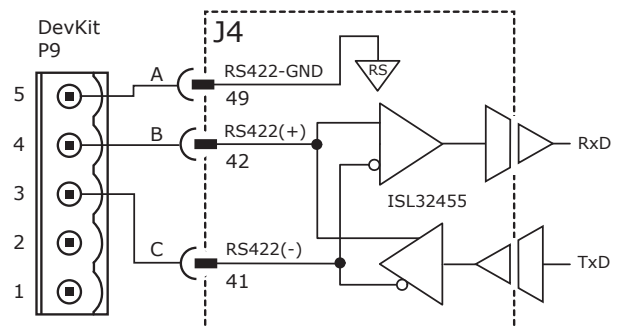 DevKit
P9
J4
5
4
3
2
1
A
B
C
RS422-GND
49
RS
RS422(+)
42
RS422(-)
41
ISL32455
RxD
TxD